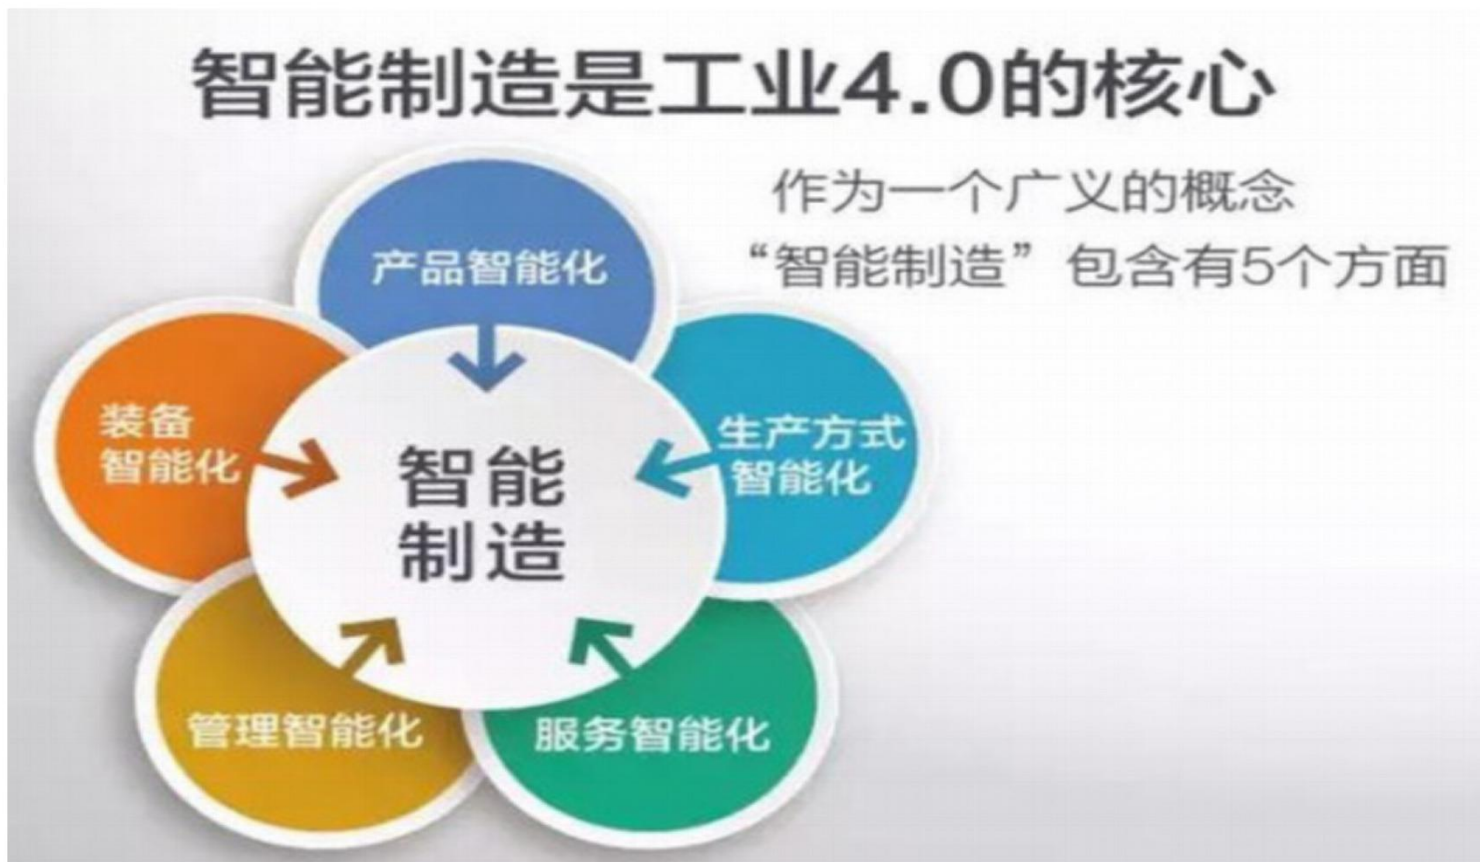 智能制造是工业4.0的核心
作为一个广义的概念
“智能制造”包含有5个方面
产品智能化
装备
智能化
生产方式
智能化
智能
制造
管理智能化
服务智能化